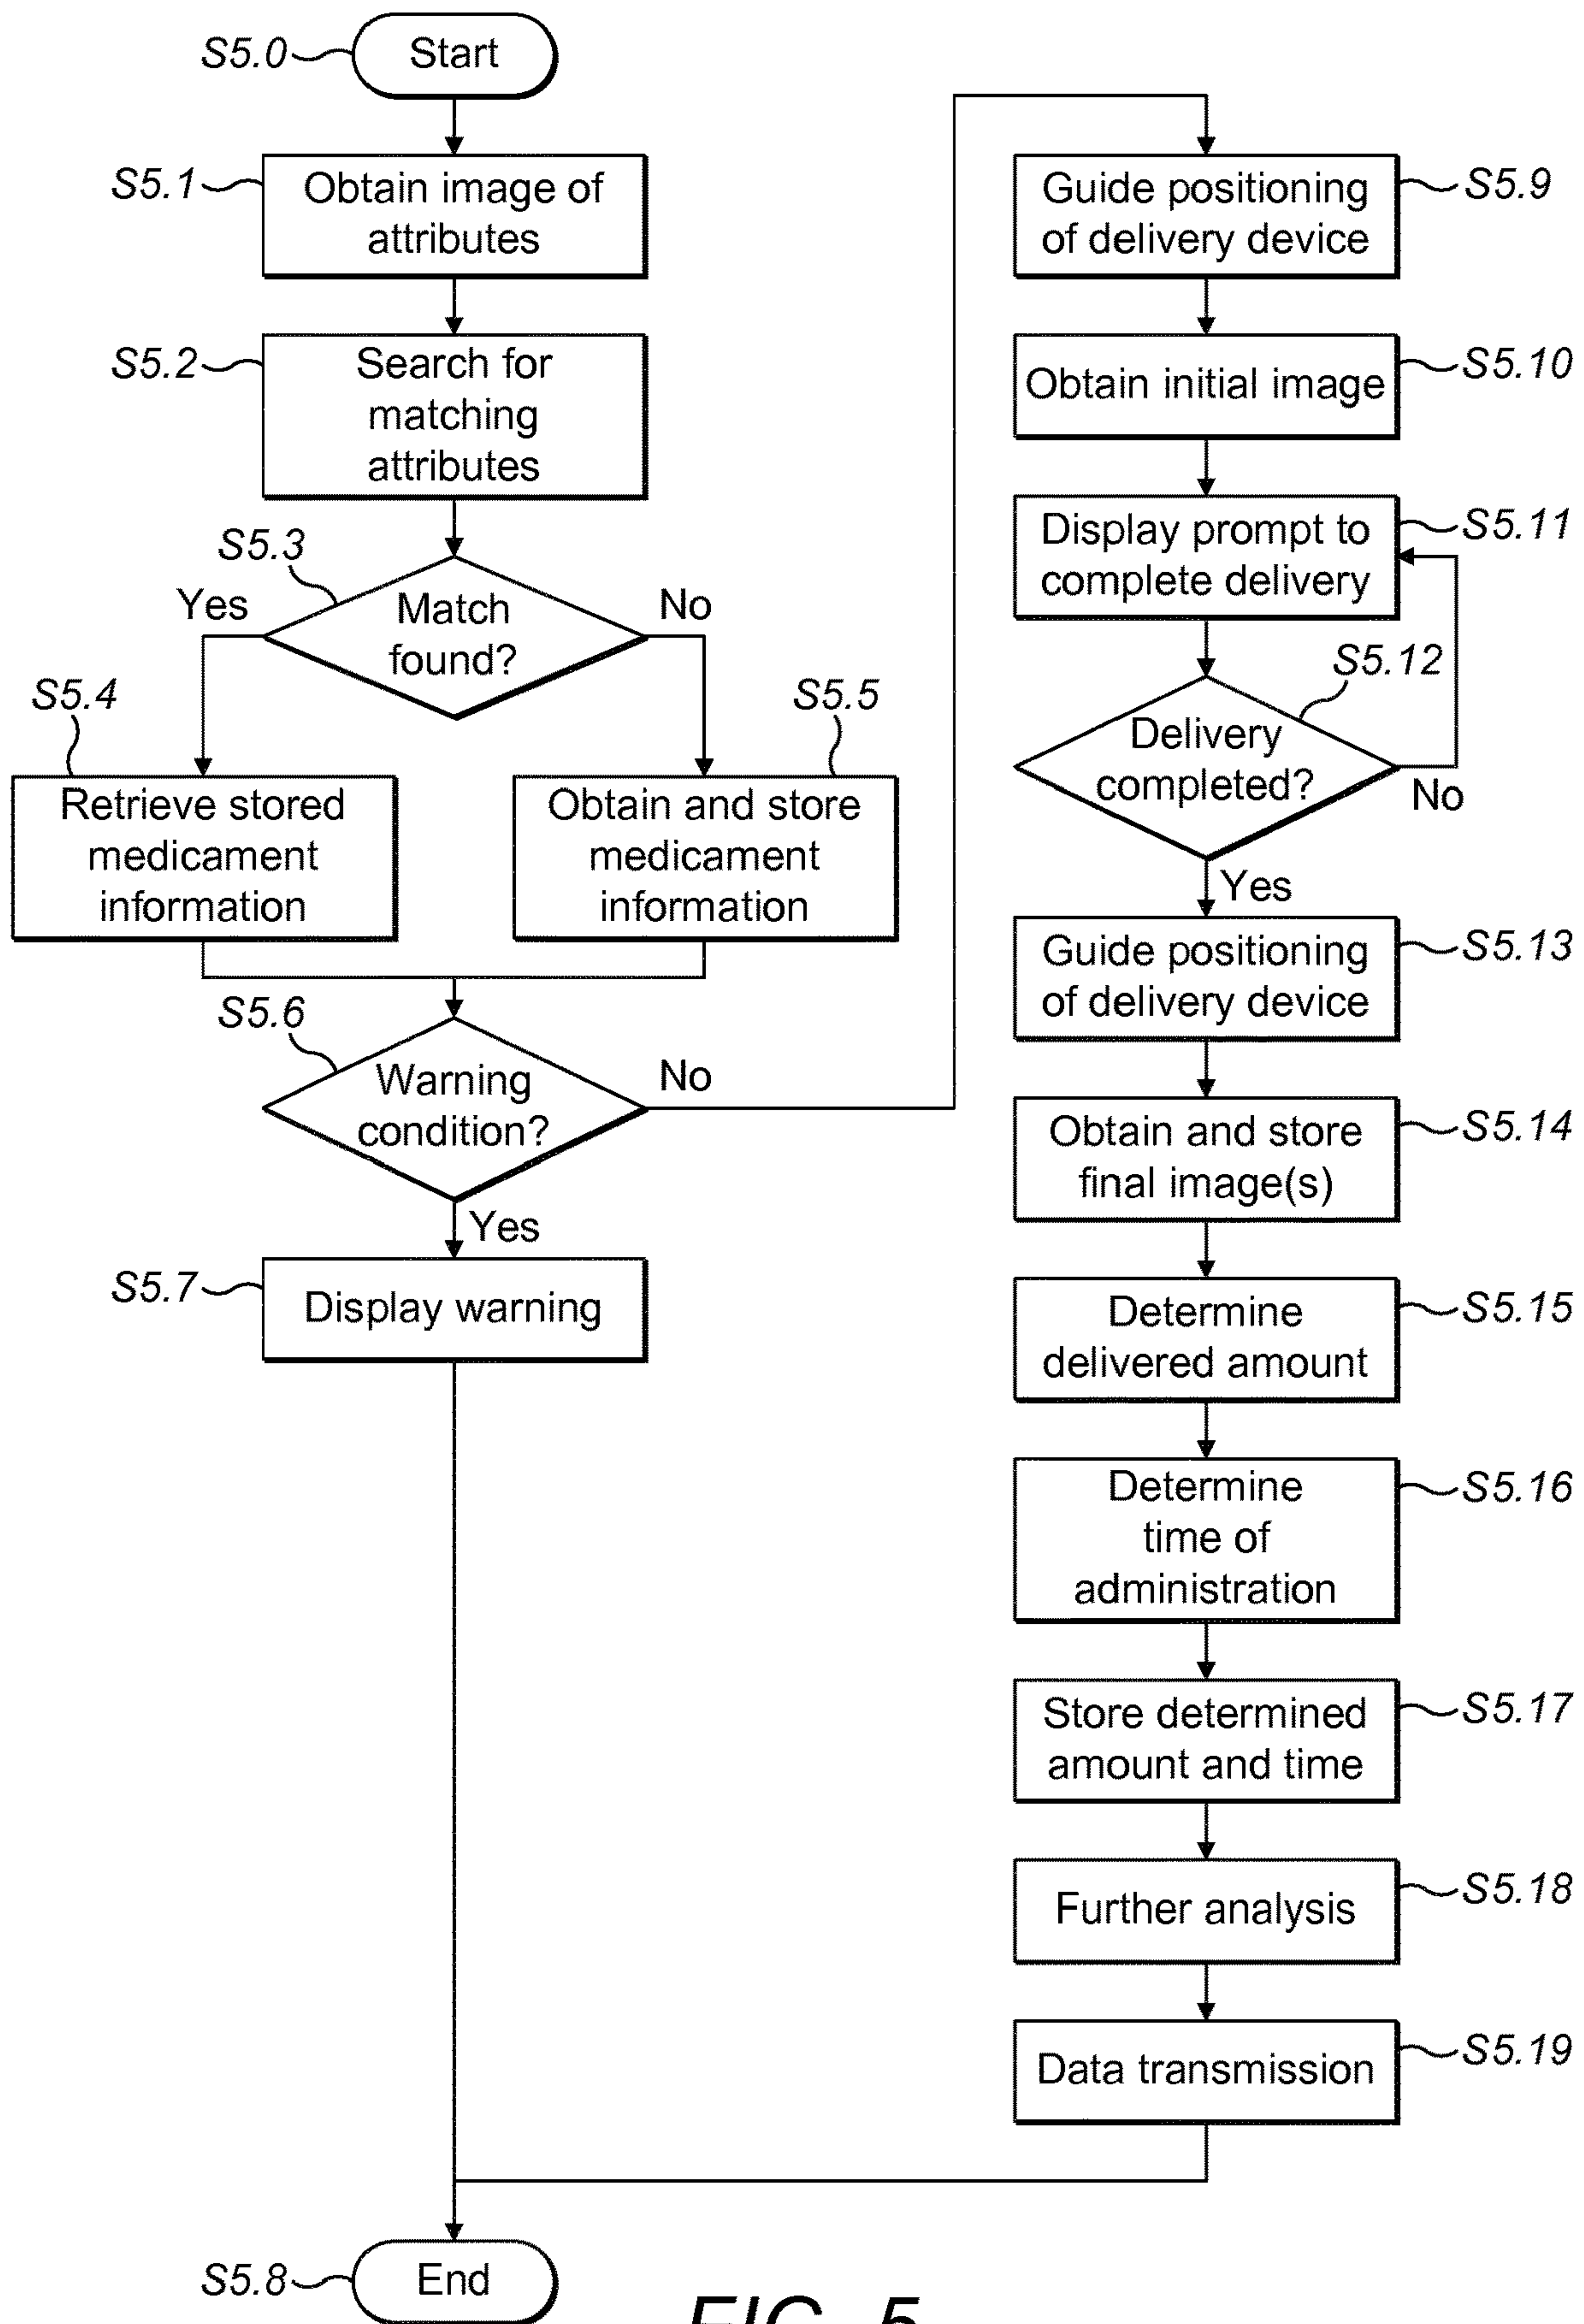 S5.0
Start
S5.1
Obtain image of
attributes
S5.2
Search for
matching
attributes
S5.3
Yes
Match
found?
No
S5.4
Retrieve stored
medicament
information
S5.5
Obtain and store
medicament
information
S5.6
Warning
condition?
No
Yes
S5.7
Display warning
S5.9
Guide positioning
of delivery device
S5.10
Obtain initial image
S5.11
Display prompt to
complete delivery
S5.12
Delivery
completed?
No
Yes
S5.13
Guide positioning
of delivery device
S5.14
Obtain and store
final image(s)
S5.15
Determine
delivered amount
S5.16
Determine
time of
administration
S5.17
Store determined
amount and time
S5.18
Further analysis
S5.19
Data transmission
S5.8
End
FIG. 5